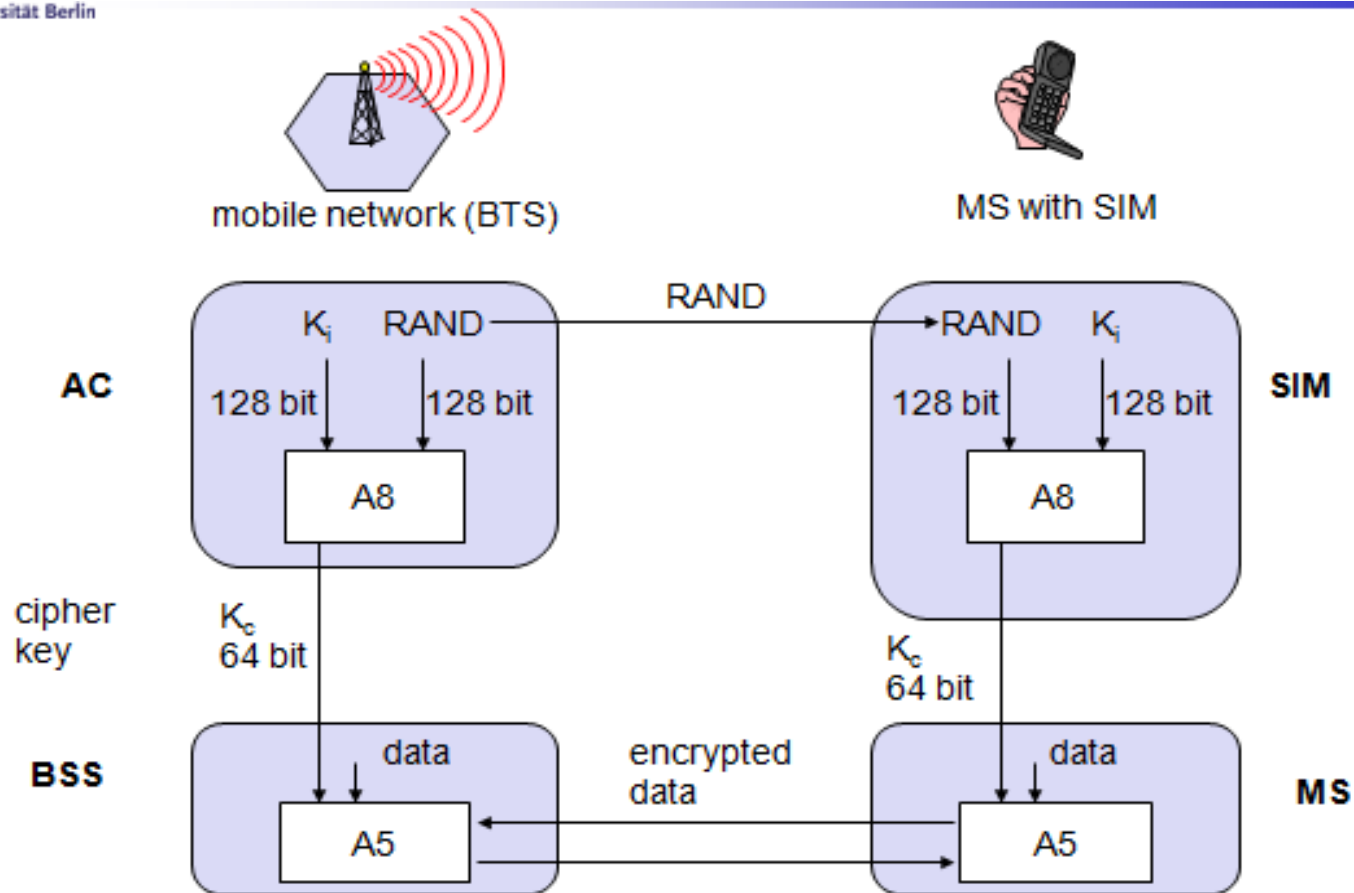 sität Berlin
mobile network (BTS)
MS with SIM
RAND
Ki RAND
RAND Ki
AC
128 bit 128 bit
128 bit 128 bit
SIM
A8
A8
cipher
key
Kc
64 bit
Kc
64 bit
BSS
data
encrypted
data
data
MS
A5
A5